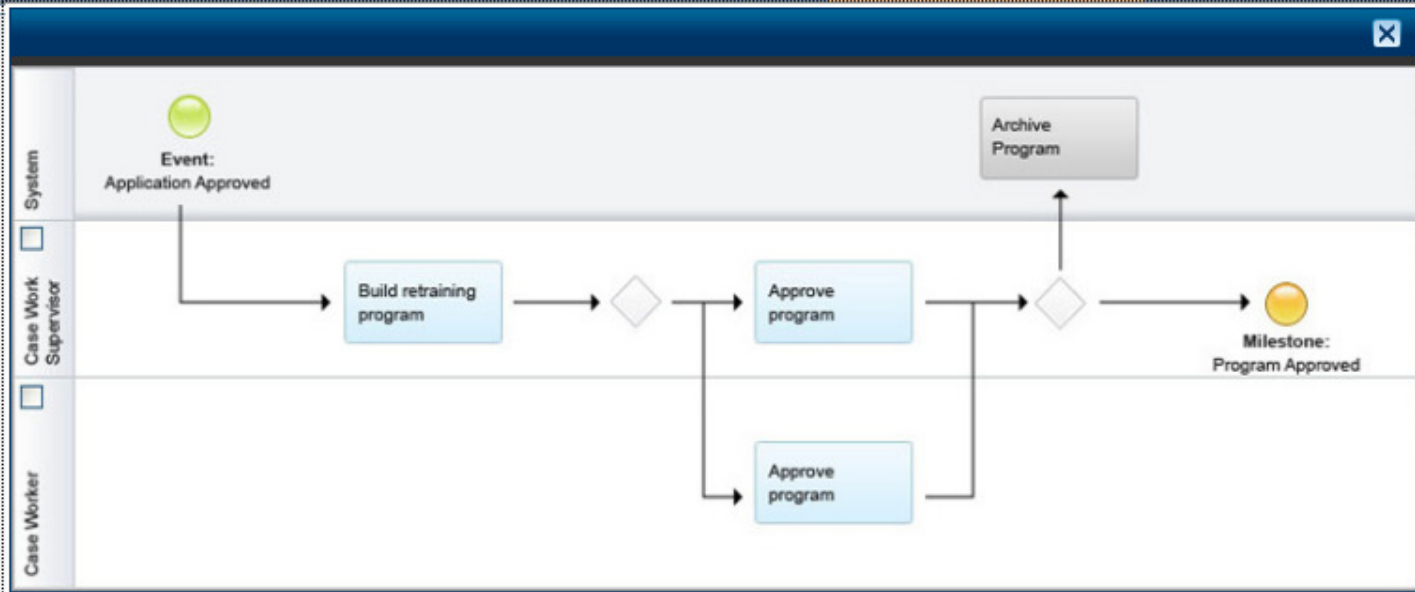 System
Event:
Application Approved
Archive
Program
Case Work
Supervisor
Build retraining
program
Approve
program
Milestone:
Program Approved
Case Worker
Approve
program